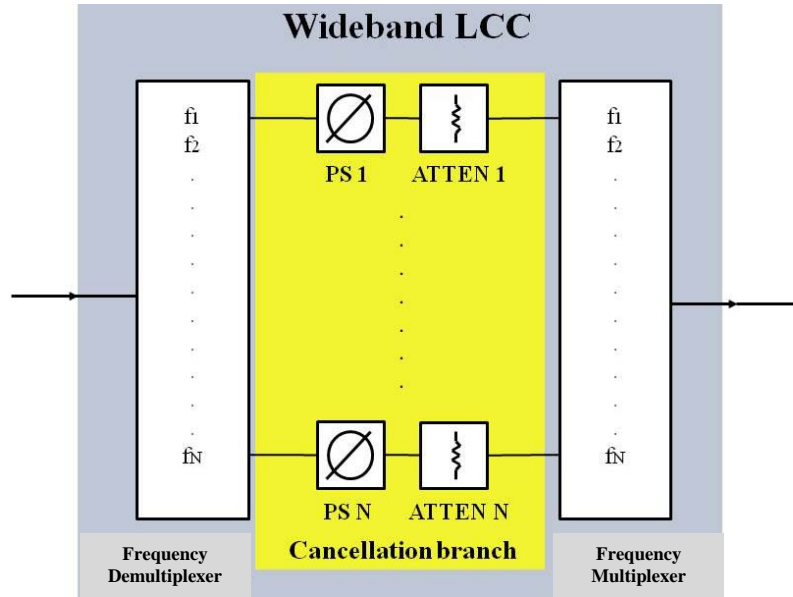 Wideband LCC
f1
f2
.
.
.
.
.
.
.
.
.
fN
PS 1
ATTEN 1
.
.
.
.
.
.
.
PS N
ATTEN N
Cancellation branch
f1
f2
.
.
.
.
.
.
.
.
.
fN
Frequency
Demultiplexer
Frequency
Multiplexer